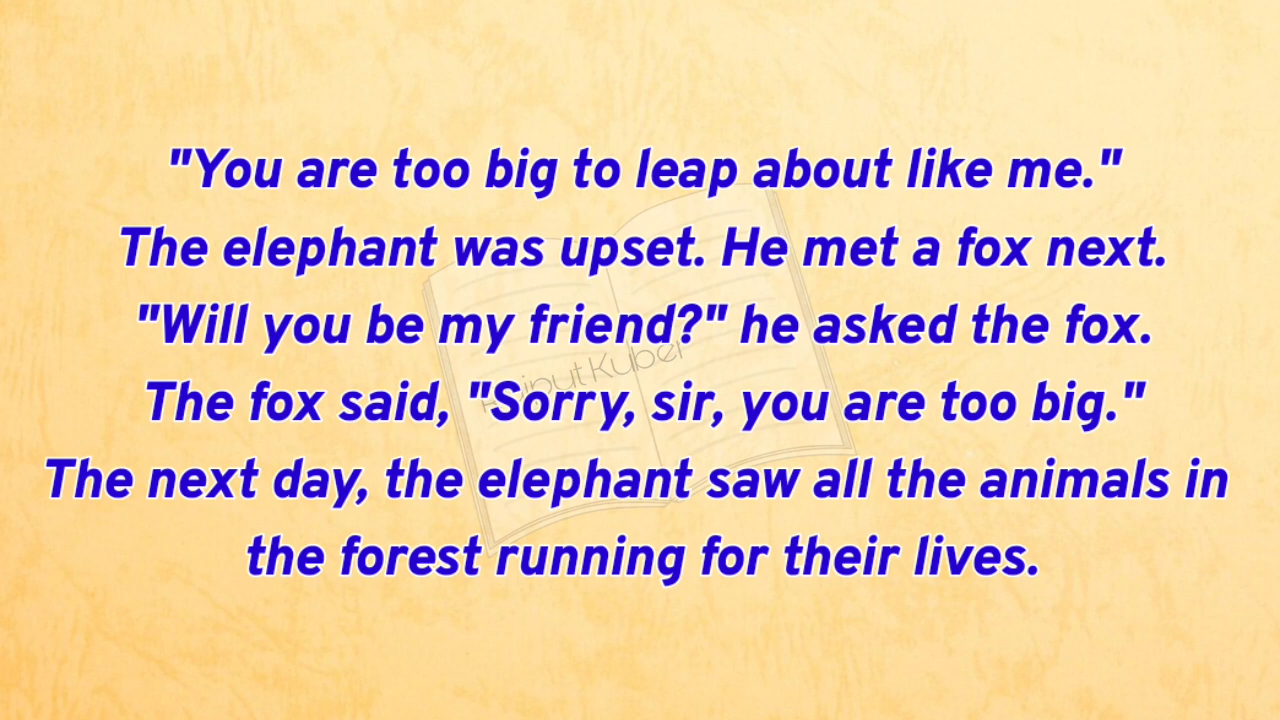 "You are too big to leap about like me."
The elephant was upset. He met a fox next.
"Will you be my friend?" he asked the fox.
The fox said, "Sorry, sir, you are too big."
The next day, the elephant saw all the animals in
the forest running for their lives.
Kuber